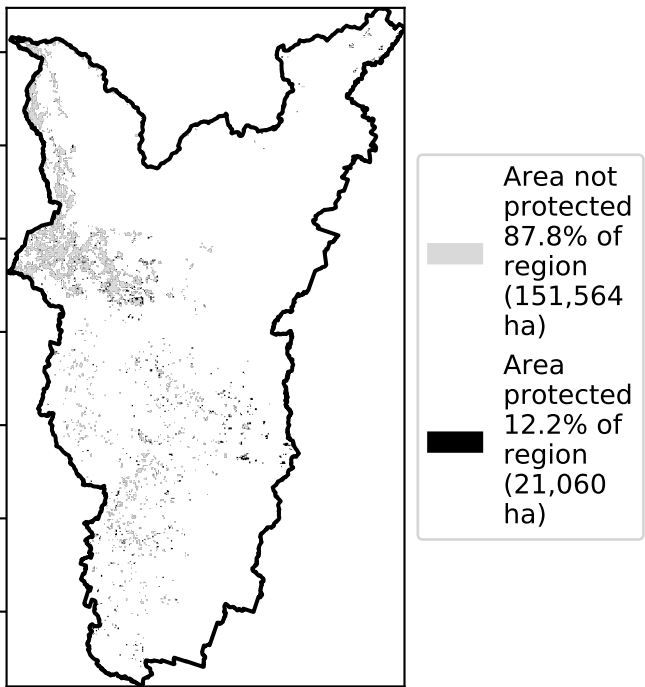 Area not
protected
87.8% of
region
(151,564
ha)
Area
protected
12.2% of
region
(21,060
ha)